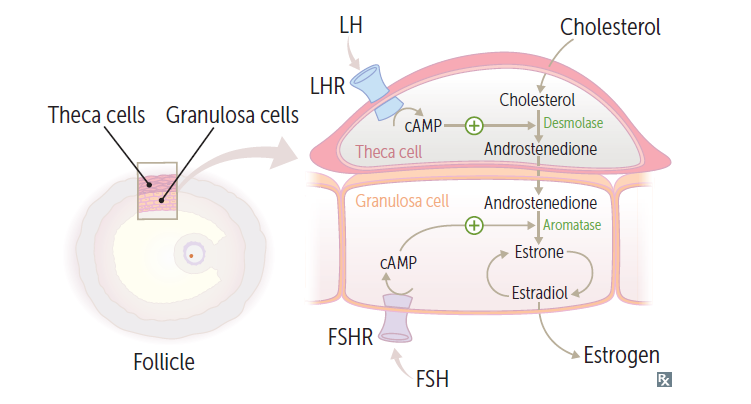 LH
Cholesterol
LHR
Cholesterol
Theca cells
Granulosa cells
cAMP
+
Desmolase
Theca cell
Androstenedione
Granulosa cell
Androstenedione
+
Aromatase
Estrone
cAMP
Estradiol
FSHR
Follicle
Estrogen
FSH
Rx